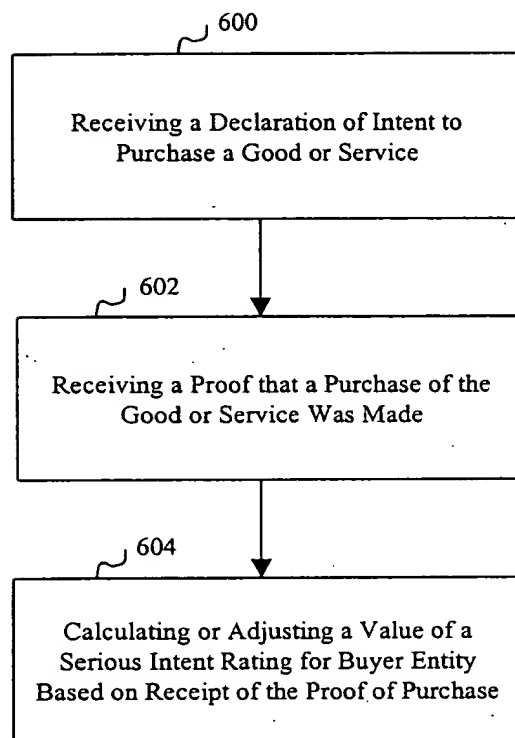 600
Receiving a Declaration of Intent to
Purchase a Good or Service
602
Receiving a Proof that a Purchase of the
Good or Service Was Made
604
Calculating or Adjusting a Value of a
Serious Intent Rating for Buyer Entity
Based on Receipt of the Proof of Purchase